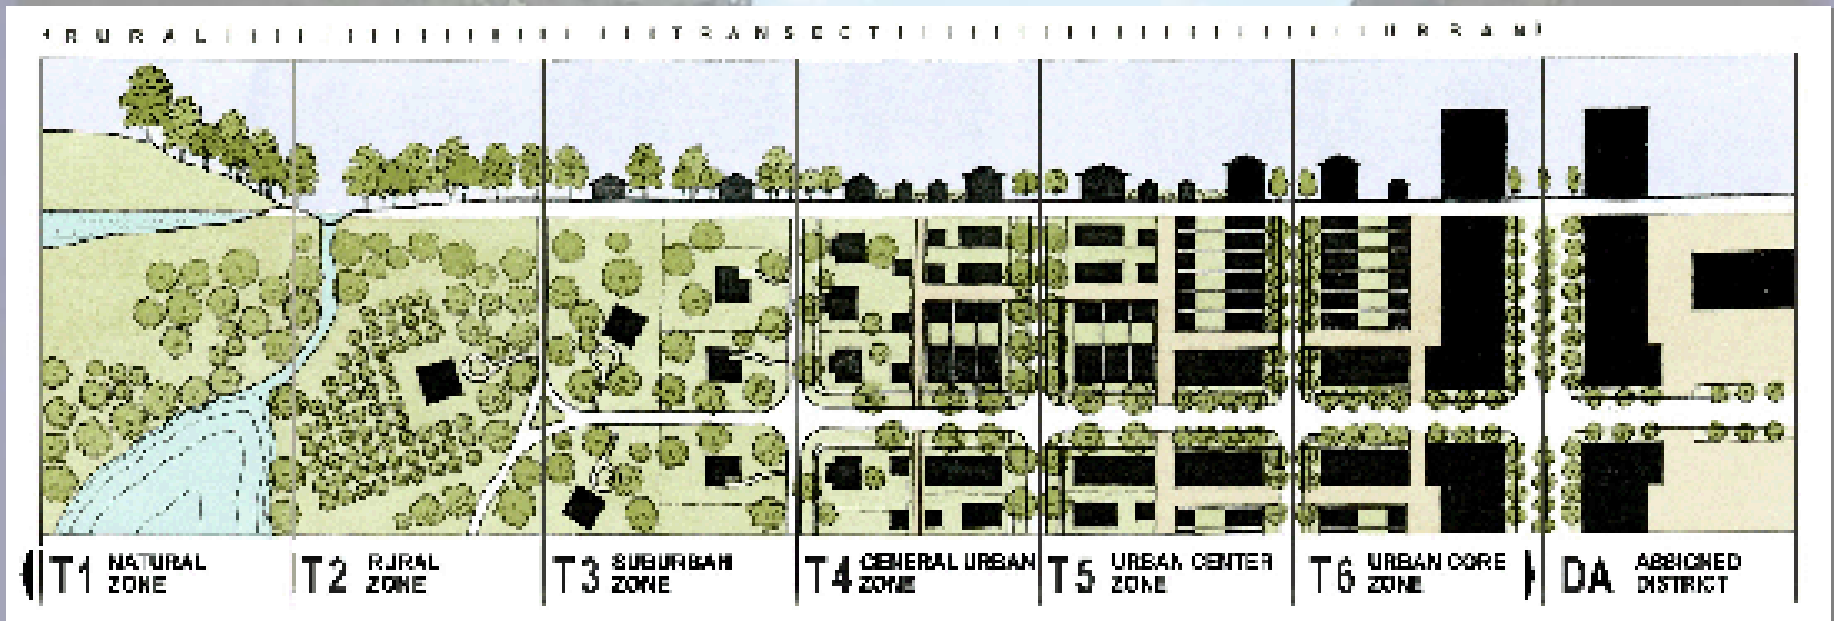 RURAL TRANSECT URBAN
T1 NATURAL
ZONE
T2 RURAL
ZONE
T3 SUBURBAN
ZONE
T4 GENERAL URBAN
ZONE
T5 URBAN CENTER
ZONE
T6 URBAN CORE
ZONE
DA ASSIGNED
DISTRICT